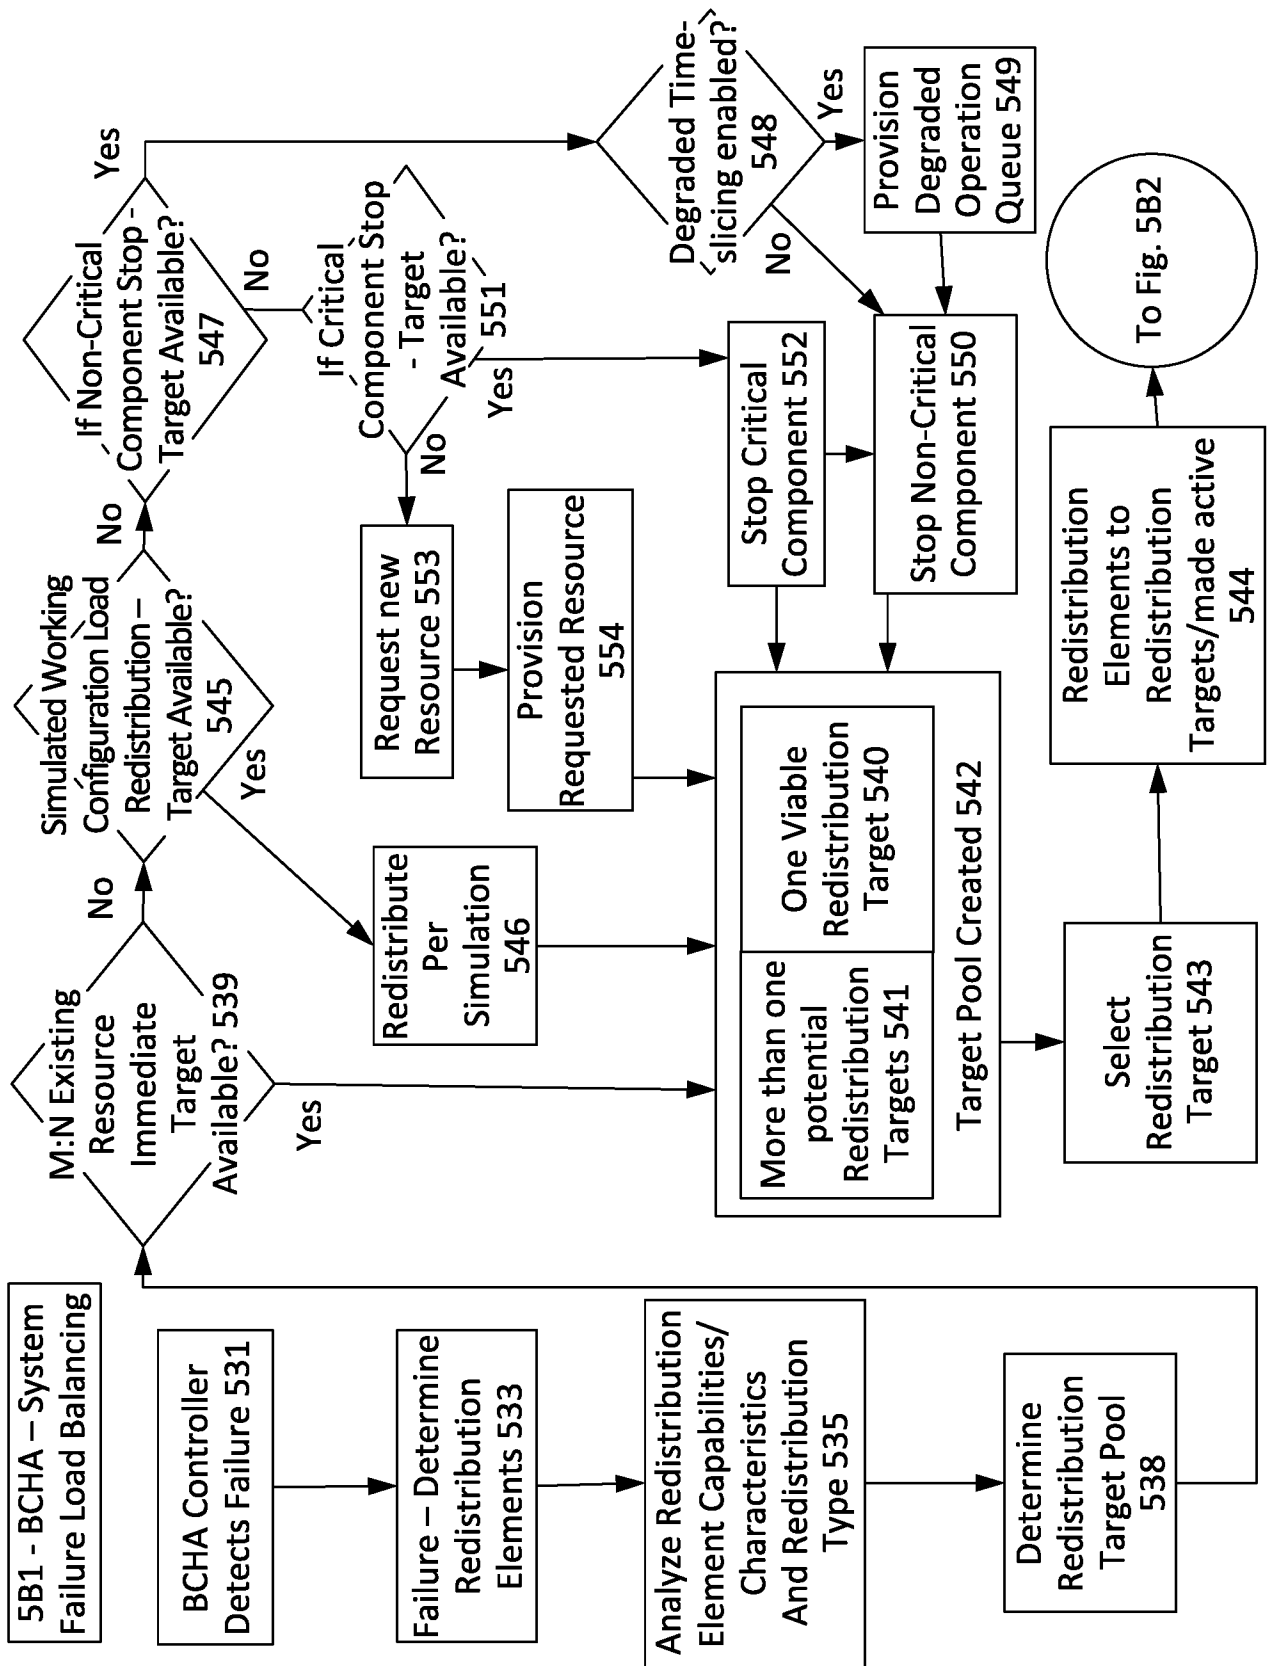 5B1 - BCHA – System
Failure Load Balancing
BCHA Controller
Detects Failure 531
Failure – Determine
Redistribution
Elements 533
Analyze Redistribution
Element Capabilities/
Characteristics
And Redistribution
Type 535
Determine
Redistribution
Target Pool
538
M:N Existing
Resource
Immediate
Target
Available? 539
No
Yes
Simulated Working
Configuration Load
Redistribution –
Target Available?
545
No
Yes
Redistribute
Per
Simulation
546
If Non-Critical
Component Stop -
Target Available?
547
Yes
No
If Critical
Component Stop
- Target
Available?
551
No
Yes
Request new
Resource 553
Provision
Requested Resource
554
Degraded Time-
slicing enabled?
548
No
Yes
Provision
Degraded
Operation
Queue 549
Stop Critical
Component 552
Stop Non-Critical
Component 550
More than one
potential
Redistribution
Targets 541
One Viable
Redistribution
Target 540
Target Pool Created 542
Select
Redistribution
Target 543
Redistribution
Elements to
Redistribution
Targets/made active
544
To Fig. 5B2